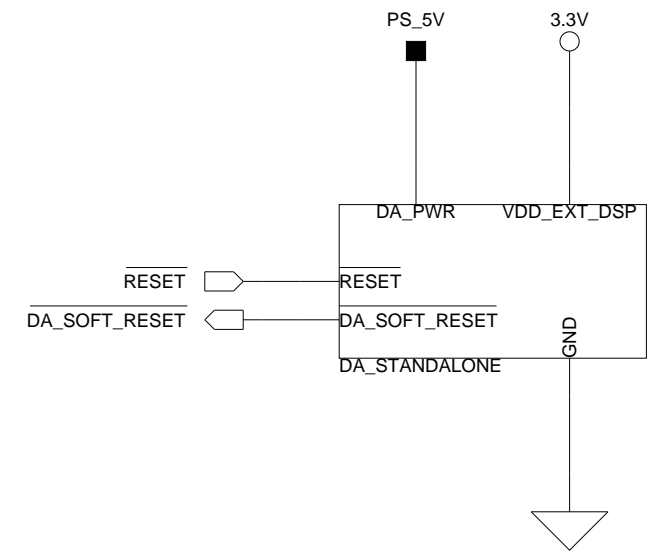 PS_5V 3.3V
DA_PWR VDD_EXT_DSP
RESET RESET
DA_SOFT_RESET DA_SOFT_RESET
GND
DA_STANDALONE